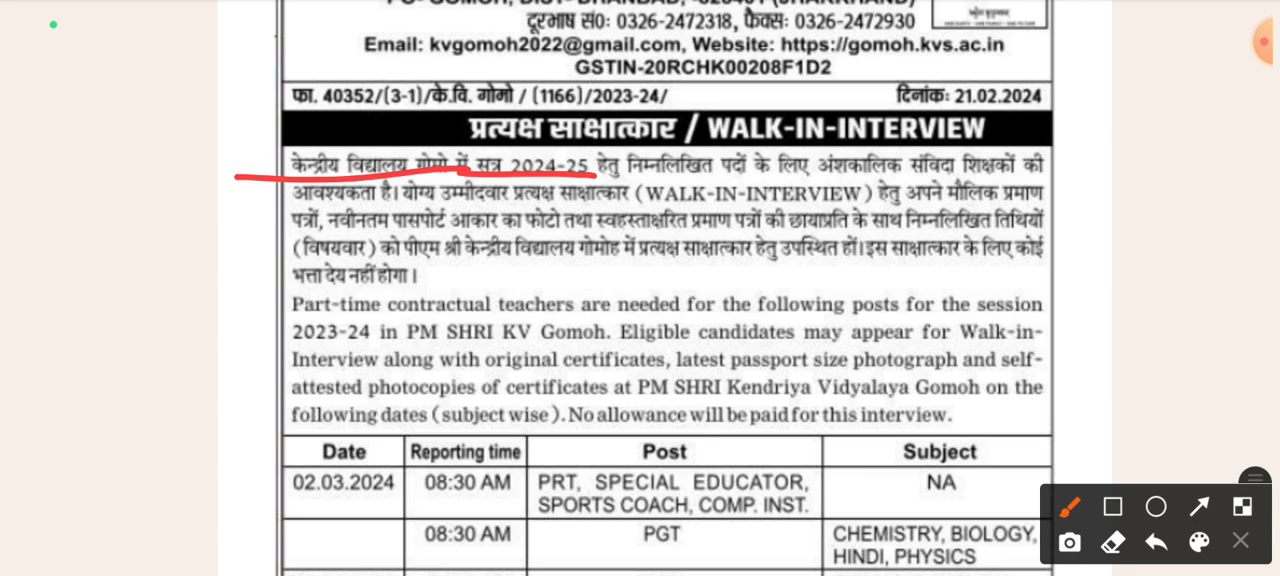 दूरभाष सं0: 0326-2472318, फैक्स: 0326-2472930
Email: kvgomoh2022@gmail.com, Website: https://gomoh.kvs.ac.in
GSTIN-20RCHK00208F1D2
फा. 40352/(3-1)/के.वि. गोमो / (1166)/2023-24/ दिनांक: 21.02.2024
प्रत्यक्ष साक्षात्कार / WALK-IN-INTERVIEW
केन्द्रीय विद्यालय गोमो में सत्र 2024-25 हेतु निम्नलिखित पदों के लिए अंशकालिक संविदा शिक्षकों की
आवश्यकता है। योग्य उम्मीदवार प्रत्यक्ष साक्षात्कार (WALK-IN-INTERVIEW) हेतु अपने मौलिक प्रमाण
पत्रों, नवीनतम पासपोर्ट आकार का फोटो तथा स्वहस्ताक्षरित प्रमाण पत्रों की छायाप्रति के साथ निम्नलिखित तिथियों
(विषयवार) को पीएम श्री केन्द्रीय विद्यालय गोमोह में प्रत्यक्ष साक्षात्कार हेतु उपस्थित हों। इस साक्षात्कार के लिए कोई
भत्ता देय नहीं होगा।
Part-time contractual teachers are needed for the following posts for the session
2023-24 in PM SHRI KV Gomoh. Eligible candidates may appear for Walk-in-
Interview along with original certificates, latest passport size photograph and self-
attested photocopies of certificates at PM SHRI Kendriya Vidyalaya Gomoh on the
following dates (subject wise). No allowance will be paid for this interview.
Date Reporting time Post Subject
02.03.2024 08:30 AM PRT, SPECIAL EDUCATOR, NA
SPORTS COACH, COMP. INST.
08:30 AM PGT CHEMISTRY, BIOLOGY,
HINDI, PHYSICS